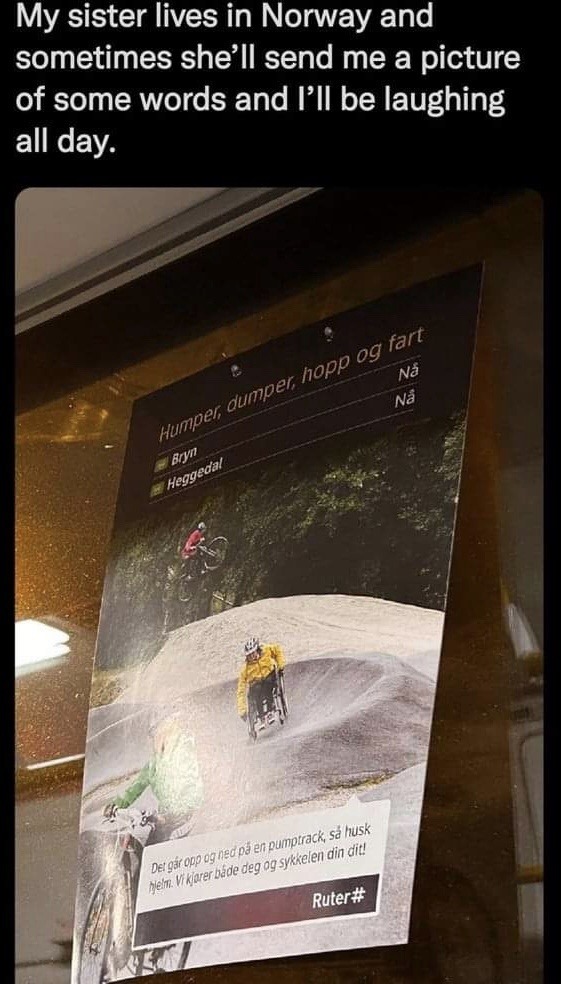 My sister lives in Norway and
sometimes she'll send me a picture
of some words and I'll be laughing
all day.
Humper, dumper, hopp og fart
Bryn Nå
Heggedal Nå
Det går opp og ned på en pumptrack, så husk
hjelm. Vi kjører både deg og sykkelen din dit!
Ruter#